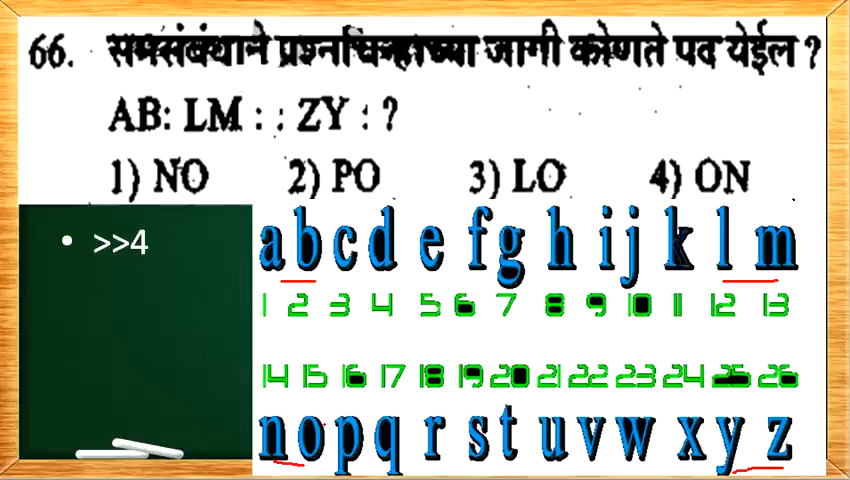 66. समसंबंधाने प्रश्नचिन्हाच्या जागी कोणते पद येईल ?
AB: LM : : ZY : ?
1) NO 2) PO 3) LO 4) ON
• >>4
a b c d e f g h i j k l m
1 2 3 4 5 6 7 8 9 10 11 12 13
14 15 16 17 18 19 20 21 22 23 24 25 26
n o p q r s t u v w x y z